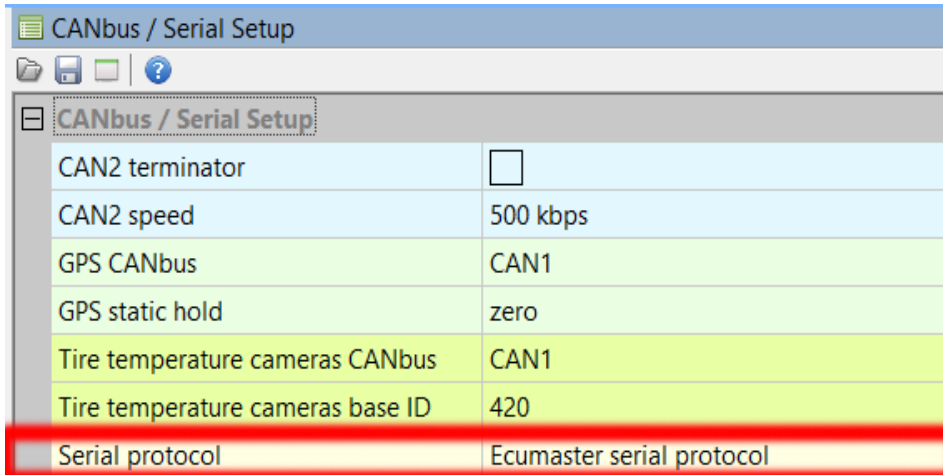 CANbus / Serial Setup
CANbus / Serial Setup
CAN2 terminator
CAN2 speed 500 kbps
GPS CANbus CAN1
GPS static hold zero
Tire temperature cameras CANbus CAN1
Tire temperature cameras base ID 420
Serial protocol Ecumaster serial protocol